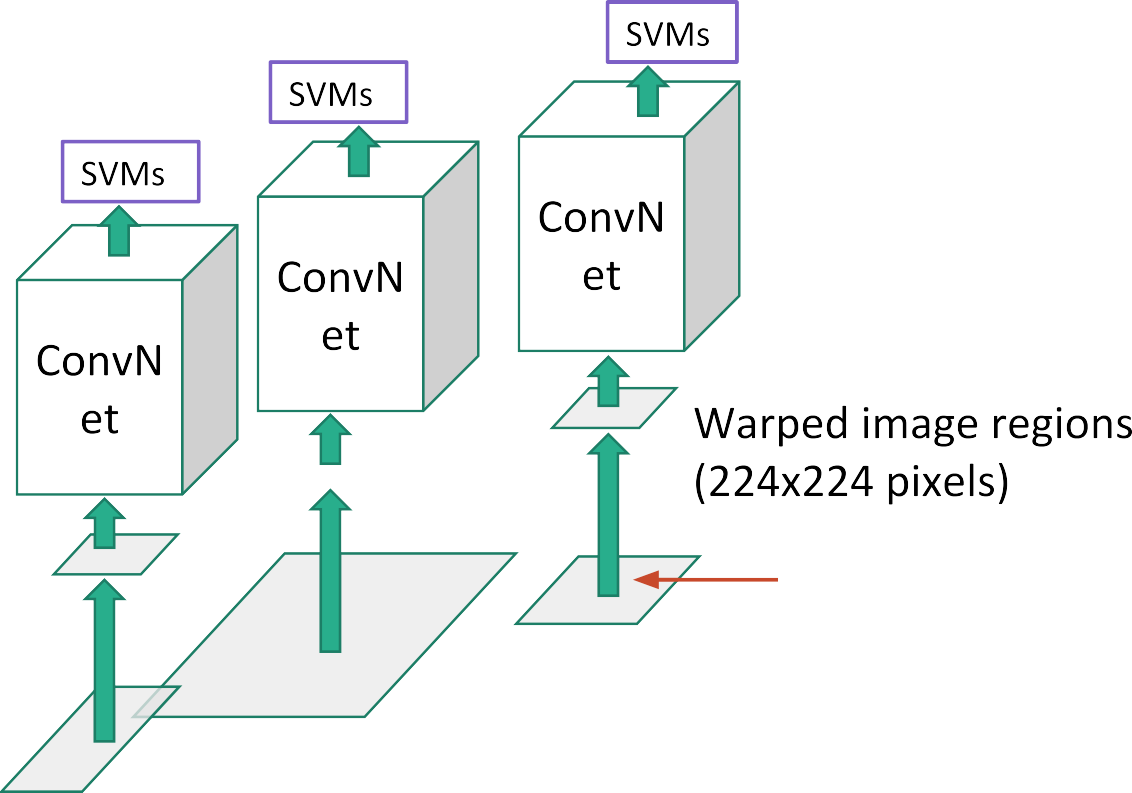 SVMs
SVMs
SVMs
ConvN
et
ConvN
et
ConvN
et
Warped image regions
(224x224 pixels)